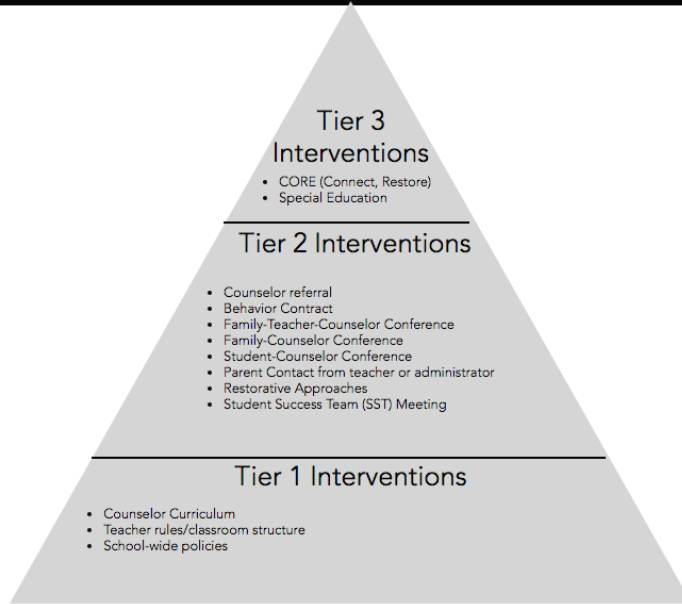 Tier 3
Interventions
• CORE (Connect, Restore)
• Special Education
Tier 2 Interventions
• Counselor referral
• Behavior Contract
• Family-Teacher-Counselor Conference
• Family-Counselor Conference
• Student-Counselor Conference
• Parent Contact from teacher or administrator
• Restorative Approaches
• Student Success Team (SST) Meeting
Tier 1 Interventions
• Counselor Curriculum
• Teacher rules/classroom structure
• School-wide policies